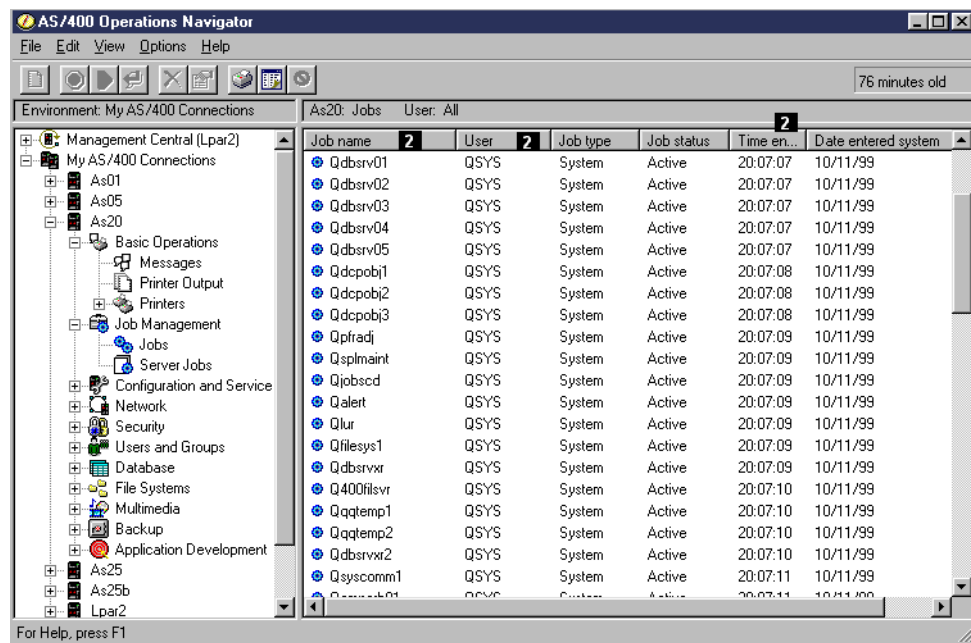 AS/400 Operations Navigator
File Edit View Options Help
76 minutes old
Environment: My AS/400 Connections
As20: Jobs User: All
Management Central (Lpar2)
My AS/400 Connections
As01
As05
As20
Basic Operations
Messages
Printer Output
Printers
Job Management
Jobs
Server Jobs
Configuration and Service
Network
Security
Users and Groups
Database
File Systems
Multimedia
Backup
Application Development
As25
As25b
Lpar2
2
Job name 2 User 2 Job type Job status Time en... Date entered system
Qdbsrv01 QSYS System Active 20:07:07 10/11/99
Qdbsrv02 QSYS System Active 20:07:07 10/11/99
Qdbsrv03 QSYS System Active 20:07:07 10/11/99
Qdbsrv04 QSYS System Active 20:07:07 10/11/99
Qdbsrv05 QSYS System Active 20:07:07 10/11/99
Qdcpobj1 QSYS System Active 20:07:08 10/11/99
Qdcpobj2 QSYS System Active 20:07:08 10/11/99
Qdcpobj3 QSYS System Active 20:07:08 10/11/99
Qpfradj QSYS System Active 20:07:09 10/11/99
Qsplmaint QSYS System Active 20:07:09 10/11/99
Qjobscd QSYS System Active 20:07:09 10/11/99
Qalert QSYS System Active 20:07:09 10/11/99
Qlur QSYS System Active 20:07:09 10/11/99
Qfilesys1 QSYS System Active 20:07:09 10/11/99
Qdbsrvxr QSYS System Active 20:07:09 10/11/99
Q400filsvr QSYS System Active 20:07:10 10/11/99
Qqqtemp1 QSYS System Active 20:07:10 10/11/99
Qqqtemp2 QSYS System Active 20:07:10 10/11/99
Qdbsrvxr2 QSYS System Active 20:07:10 10/11/99
Qsyscomm1 QSYS System Active 20:07:11 10/11/99
QSYS System Active 20:07:11 10/11/99
For Help, press F1